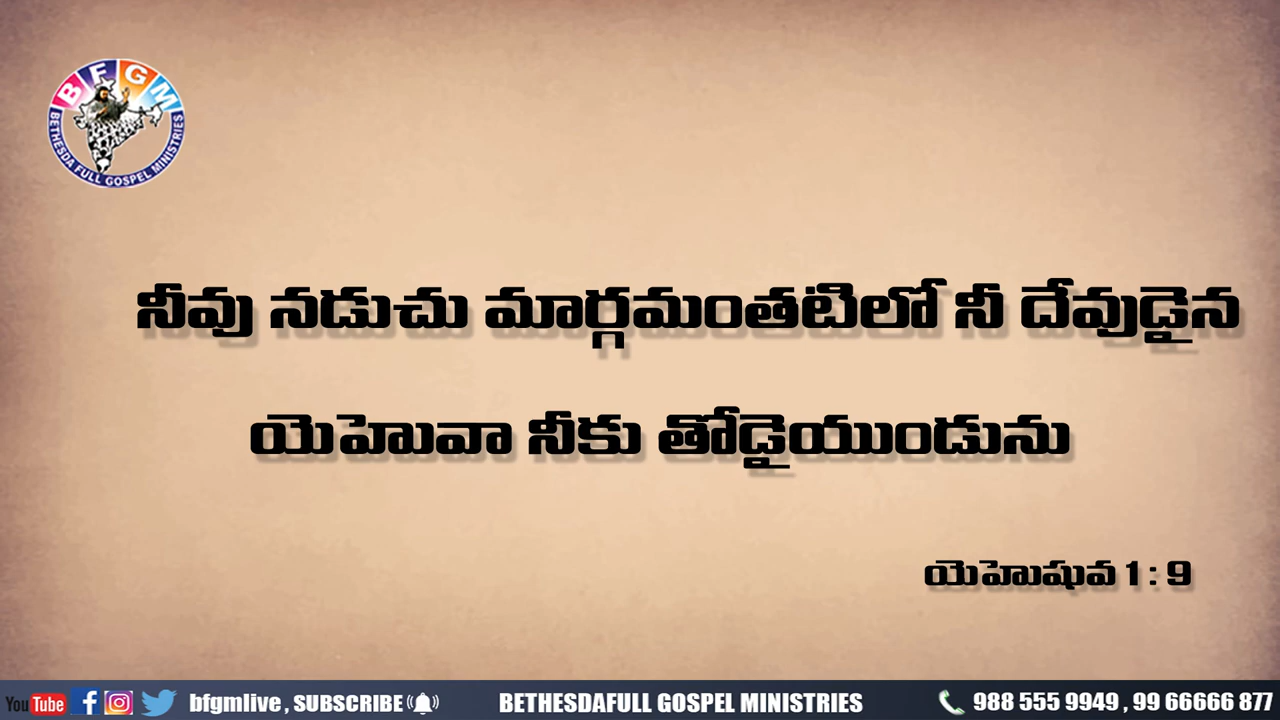 BFGM
BETHESDA FULL GOSPEL MINISTRIES
నీవు నడుచు మార్గమంతటిలో నీ దేవుడైన
యెహెూవా నీకు తోడైయుండును
యెహెుషువ 1 : 9
YouTube bfgmlive , SUBSCRIBE BETHESDAFULL GOSPEL MINISTRIES 988 555 9949 , 99 66666 877